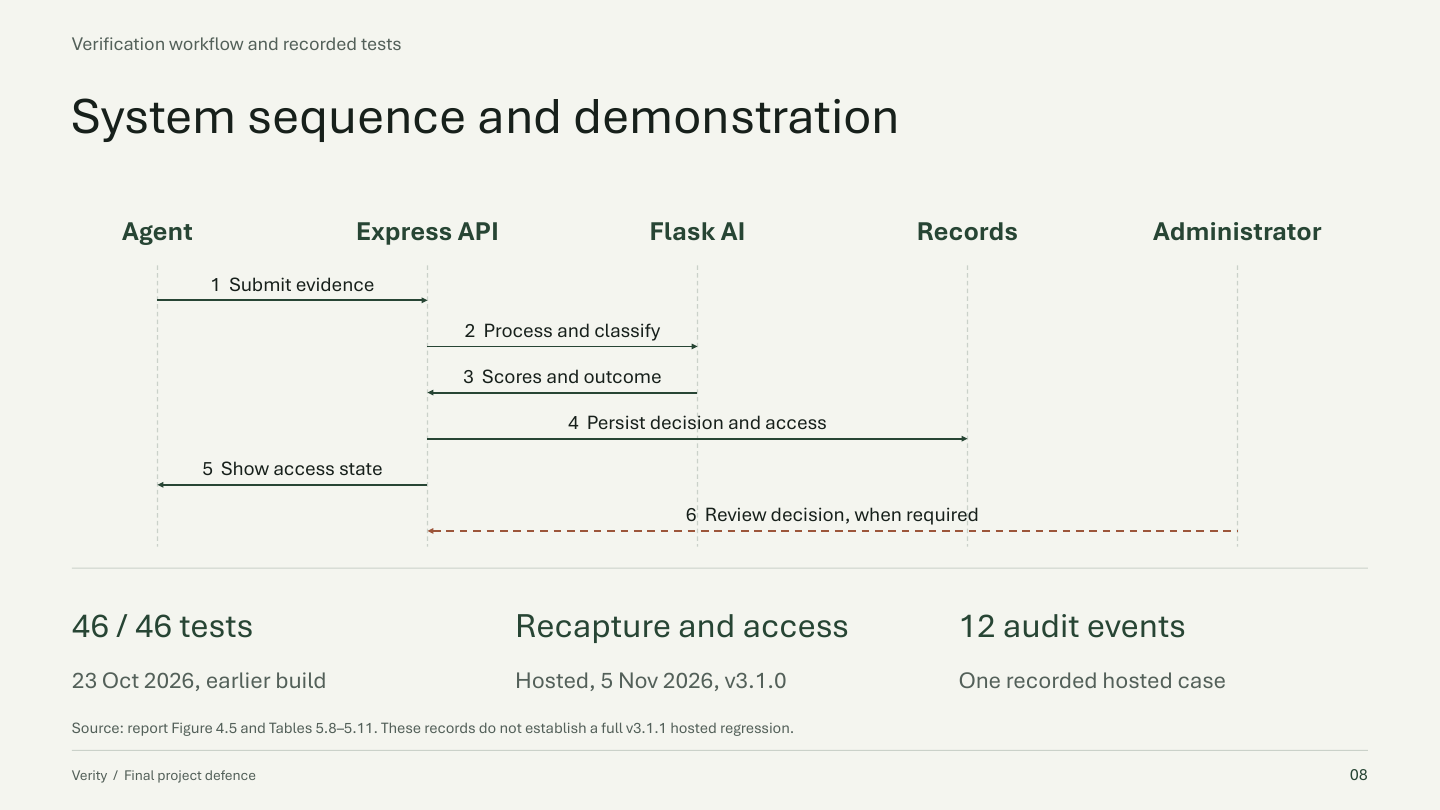 Verification workflow and recorded tests
System sequence and demonstration
Agent
Express API
Flask AI
Records
Administrator
1 Submit evidence
2 Process and classify
3 Scores and outcome
4 Persist decision and access
5 Show access state
6 Review decision, when required
46 / 46 tests
23 Oct 2026, earlier build
Recapture and access
Hosted, 5 Nov 2026, v3.1.0
12 audit events
One recorded hosted case
Source: report Figure 4.5 and Tables 5.8–5.11. These records do not establish a full v3.1.1 hosted regression.
Verity / Final project defence
08